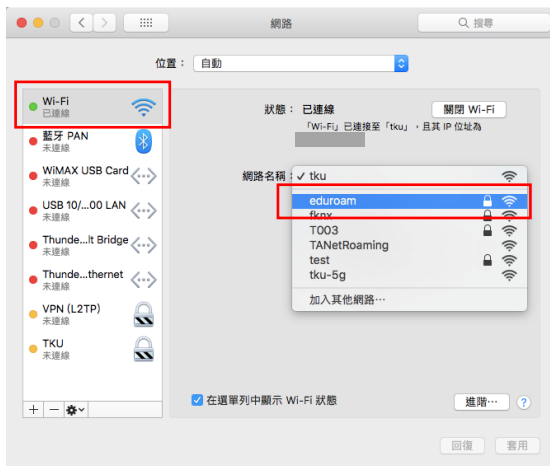 網路
搜尋
位置： 自動
Wi-Fi
已連線
藍牙 PAN
未連線
WiMAX USB Card
未連線
USB 10/...00 LAN
未連線
Thunde...lt Bridge
未連線
Thunde...thernet
未連線
VPN (L2TP)
未連線
TKU
未連線
狀態： 已連線
關閉 Wi-Fi
「Wi-Fi」已連接至「tku」，且其 IP 位址為
網路名稱：
✓ tku
eduroam
fknx
T003
TANetRoaming
test
tku-5g
加入其他網路⋯
在選單列中顯示 Wi-Fi 狀態
進階⋯
?
回復
套用